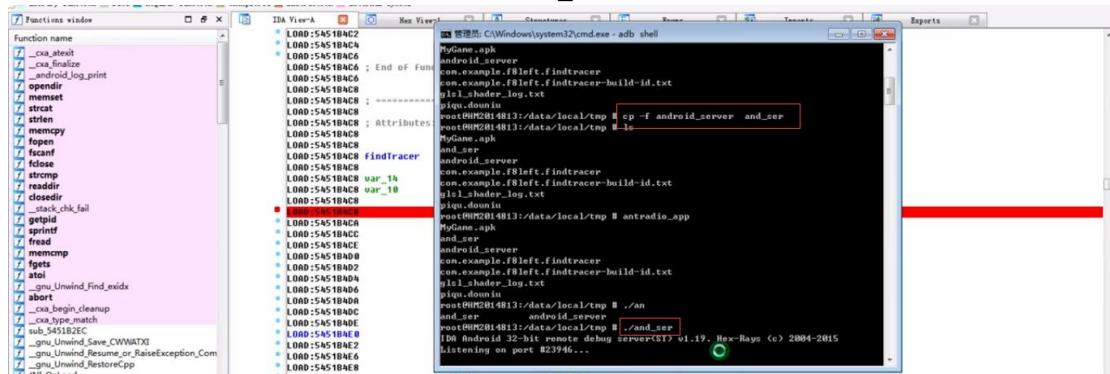 Functions window
IDA View-A
Hex View-1
Structures
Enums
Imports
Exports
Function name
__cxa_atexit
__cxa_finalize
__android_log_print
opendir
memset
strcat
strlen
memcpy
fopen
fscanf
fclose
strcmp
readdir
closedir
__stack_chk_fail
getpid
sprintf
fread
memcmp
fgets
atoi
__gnu_Unwind_Find_exidx
abort
__cxa_begin_cleanup
__cxa_type_match
sub_5451B2EC
__gnu_Unwind_Save_CWWATXI
__gnu_Unwind_Resume_or_RaiseException_Com
__gnu_Unwind_RestoreCpp
LOAD:5451B4C2
LOAD:5451B4C4
LOAD:5451B4C6
LOAD:5451B4C6 ; End of Fun
LOAD:5451B4C6
LOAD:5451B4C8
LOAD:5451B4C8 ; ==========
LOAD:5451B4C8
LOAD:5451B4C8 ; Attributes:
LOAD:5451B4C8
LOAD:5451B4C8
LOAD:5451B4C8 findTracer
LOAD:5451B4C8
LOAD:5451B4C8 var_14
LOAD:5451B4C8 var_10
LOAD:5451B4C8
LOAD:5451B4C8
LOAD:5451B4CA
LOAD:5451B4CC
LOAD:5451B4CE
LOAD:5451B4D0
LOAD:5451B4D2
LOAD:5451B4D4
LOAD:5451B4D6
LOAD:5451B4D8
LOAD:5451B4DA
LOAD:5451B4DC
LOAD:5451B4DE
LOAD:5451B4E0
LOAD:5451B4E2
LOAD:5451B4E4
LOAD:5451B4E6
LOAD:5451B4E8
管理员: C:\Windows\system32\cmd.exe - adb shell
MyGame.apk
android_server
com.example.f8left.findtracer
com.example.f8left.findtracer-build-id.txt
glsl_shader_log.txt
piqu.douniu
root@HM2014813:/data/local/tmp # cp -f android_server and_ser
root@HM2014813:/data/local/tmp # ls
MyGame.apk
and_ser
android_server
com.example.f8left.findtracer
com.example.f8left.findtracer-build-id.txt
glsl_shader_log.txt
piqu.douniu
root@HM2014813:/data/local/tmp # antradio_app
MyGame.apk
and_ser
android_server
com.example.f8left.findtracer
com.example.f8left.findtracer-build-id.txt
glsl_shader_log.txt
piqu.douniu
root@HM2014813:/data/local/tmp # ./an
and_ser android_server
root@HM2014813:/data/local/tmp # ./and_ser
IDA Android 32-bit remote debug server(ST) v1.19. Hex-Rays (c) 2004-2015
Listening on port #23946...